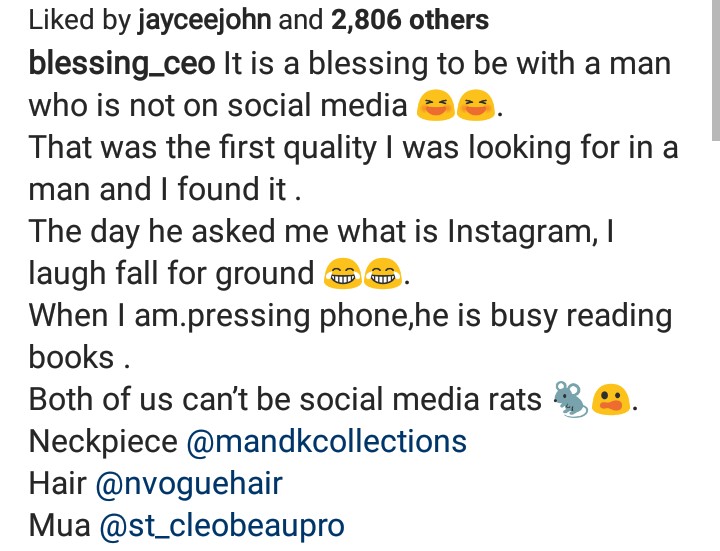 Liked by jayceejohn and 2,806 others
blessing_ceo It is a blessing to be with a man
who is not on social media 😆😆.
That was the first quality I was looking for in a
man and I found it .
The day he asked me what is Instagram, I
laugh fall for ground 😂😂.
When I am.pressing phone,he is busy reading
books .
Both of us can't be social media rats 🐀😮.
Neckpiece @mandkcollections
Hair @nvoguehair
Mua @st_cleobeaupro